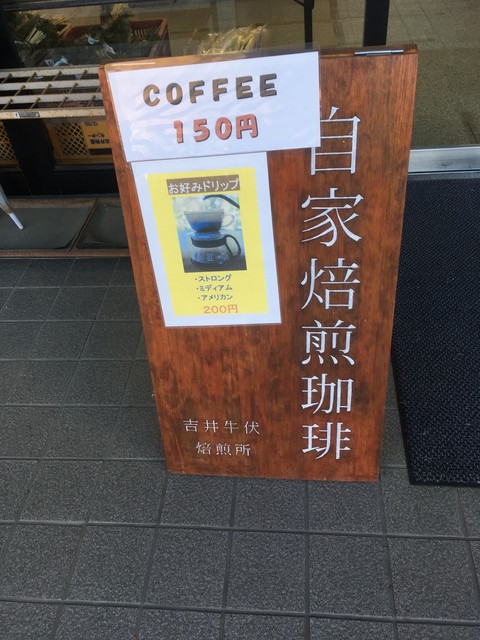 COFFEE
150円
お好みドリップ
・ストロング
・ミディアム
・アメリカン
200円
自家焙煎珈琲
吉井牛伏
焙煎所